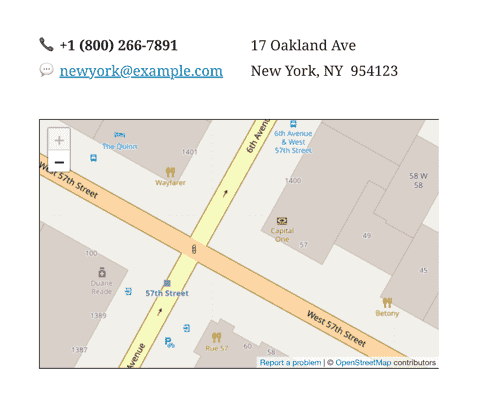 +1 (800) 266-7891
17 Oakland Ave
newyork@example.com
New York, NY  954123
+
−
The Quinn
6th Avenue
6th Avenue
& West
57th Street
1401
Wayfarer
1400
58 W
58
West 57th Street
Capital
One
57
49
100
Duane
Reade
45
57th Street
1389
Betony
West 57th Street
Rue 57
60
58
1387
Avenue
Report a problem | © OpenStreetMap contributors